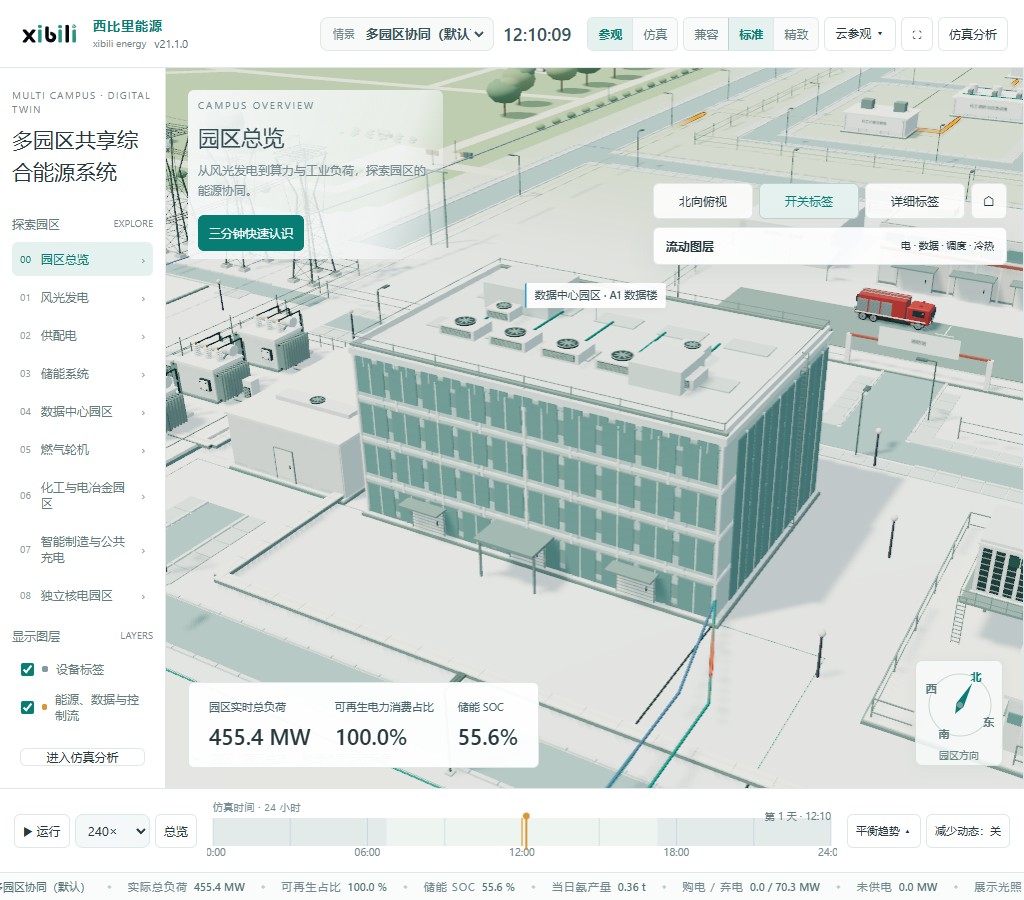 xibili 西比里能源
xibili energy v21.1.0
情景 多园区协同（默认
12:10:09
参观 仿真
兼容 标准 精致
云参观
仿真分析
MULTI CAMPUS · DIGITAL
TWIN
多园区共享综
合能源系统
探索园区 EXPLORE
00 园区总览 ›
01 风光发电 ›
02 供配电 ›
03 储能系统 ›
04 数据中心园区 ›
05 燃气轮机 ›
06 化工与电冶金园
区 ›
07 智能制造与公共
充电 ›
08 独立核电园区 ›
显示图层 LAYERS
设备标签
能源、数据与控
制流
进入仿真分析
CAMPUS OVERVIEW
园区总览
从风光发电到算力与工业负荷，探索园区的
能源协同。
三分钟快速认识
北向俯视 开关标签 详细标签
流动图层 电 · 数据 · 调度 · 冷热
数据中心园区 · A1 数据楼
园区实时总负荷 可再生电力消费占比 储能 SOC
455.4 MW 100.0% 55.6%
北
西
东
南
园区方向
运行 240× 总览
仿真时间 · 24 小时
第 1 天 · 12:10
0:00 06:00 12:00 18:00 24:0
平衡趋势
减少动态：关
园区协同（默认） • 实际总负荷 455.4 MW • 可再生占比 100.0 % • 储能 SOC 55.6 % • 当日氨产量 0.36 t • 购电 / 弃电 0.0 / 70.3 MW • 未供电 0.0 MW • 展示光照